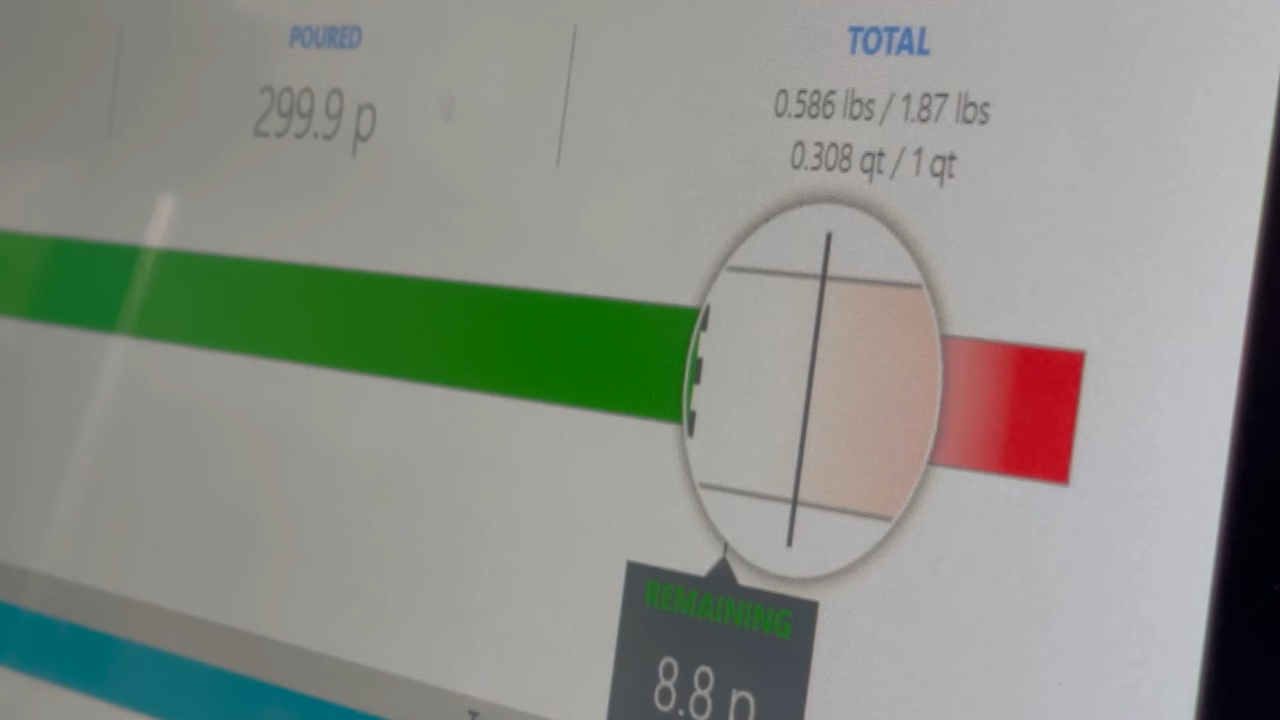 POURED
299.9 p
TOTAL
0.586 lbs / 1.87 lbs
0.308 qt / 1 qt
REMAINING
8.8 p